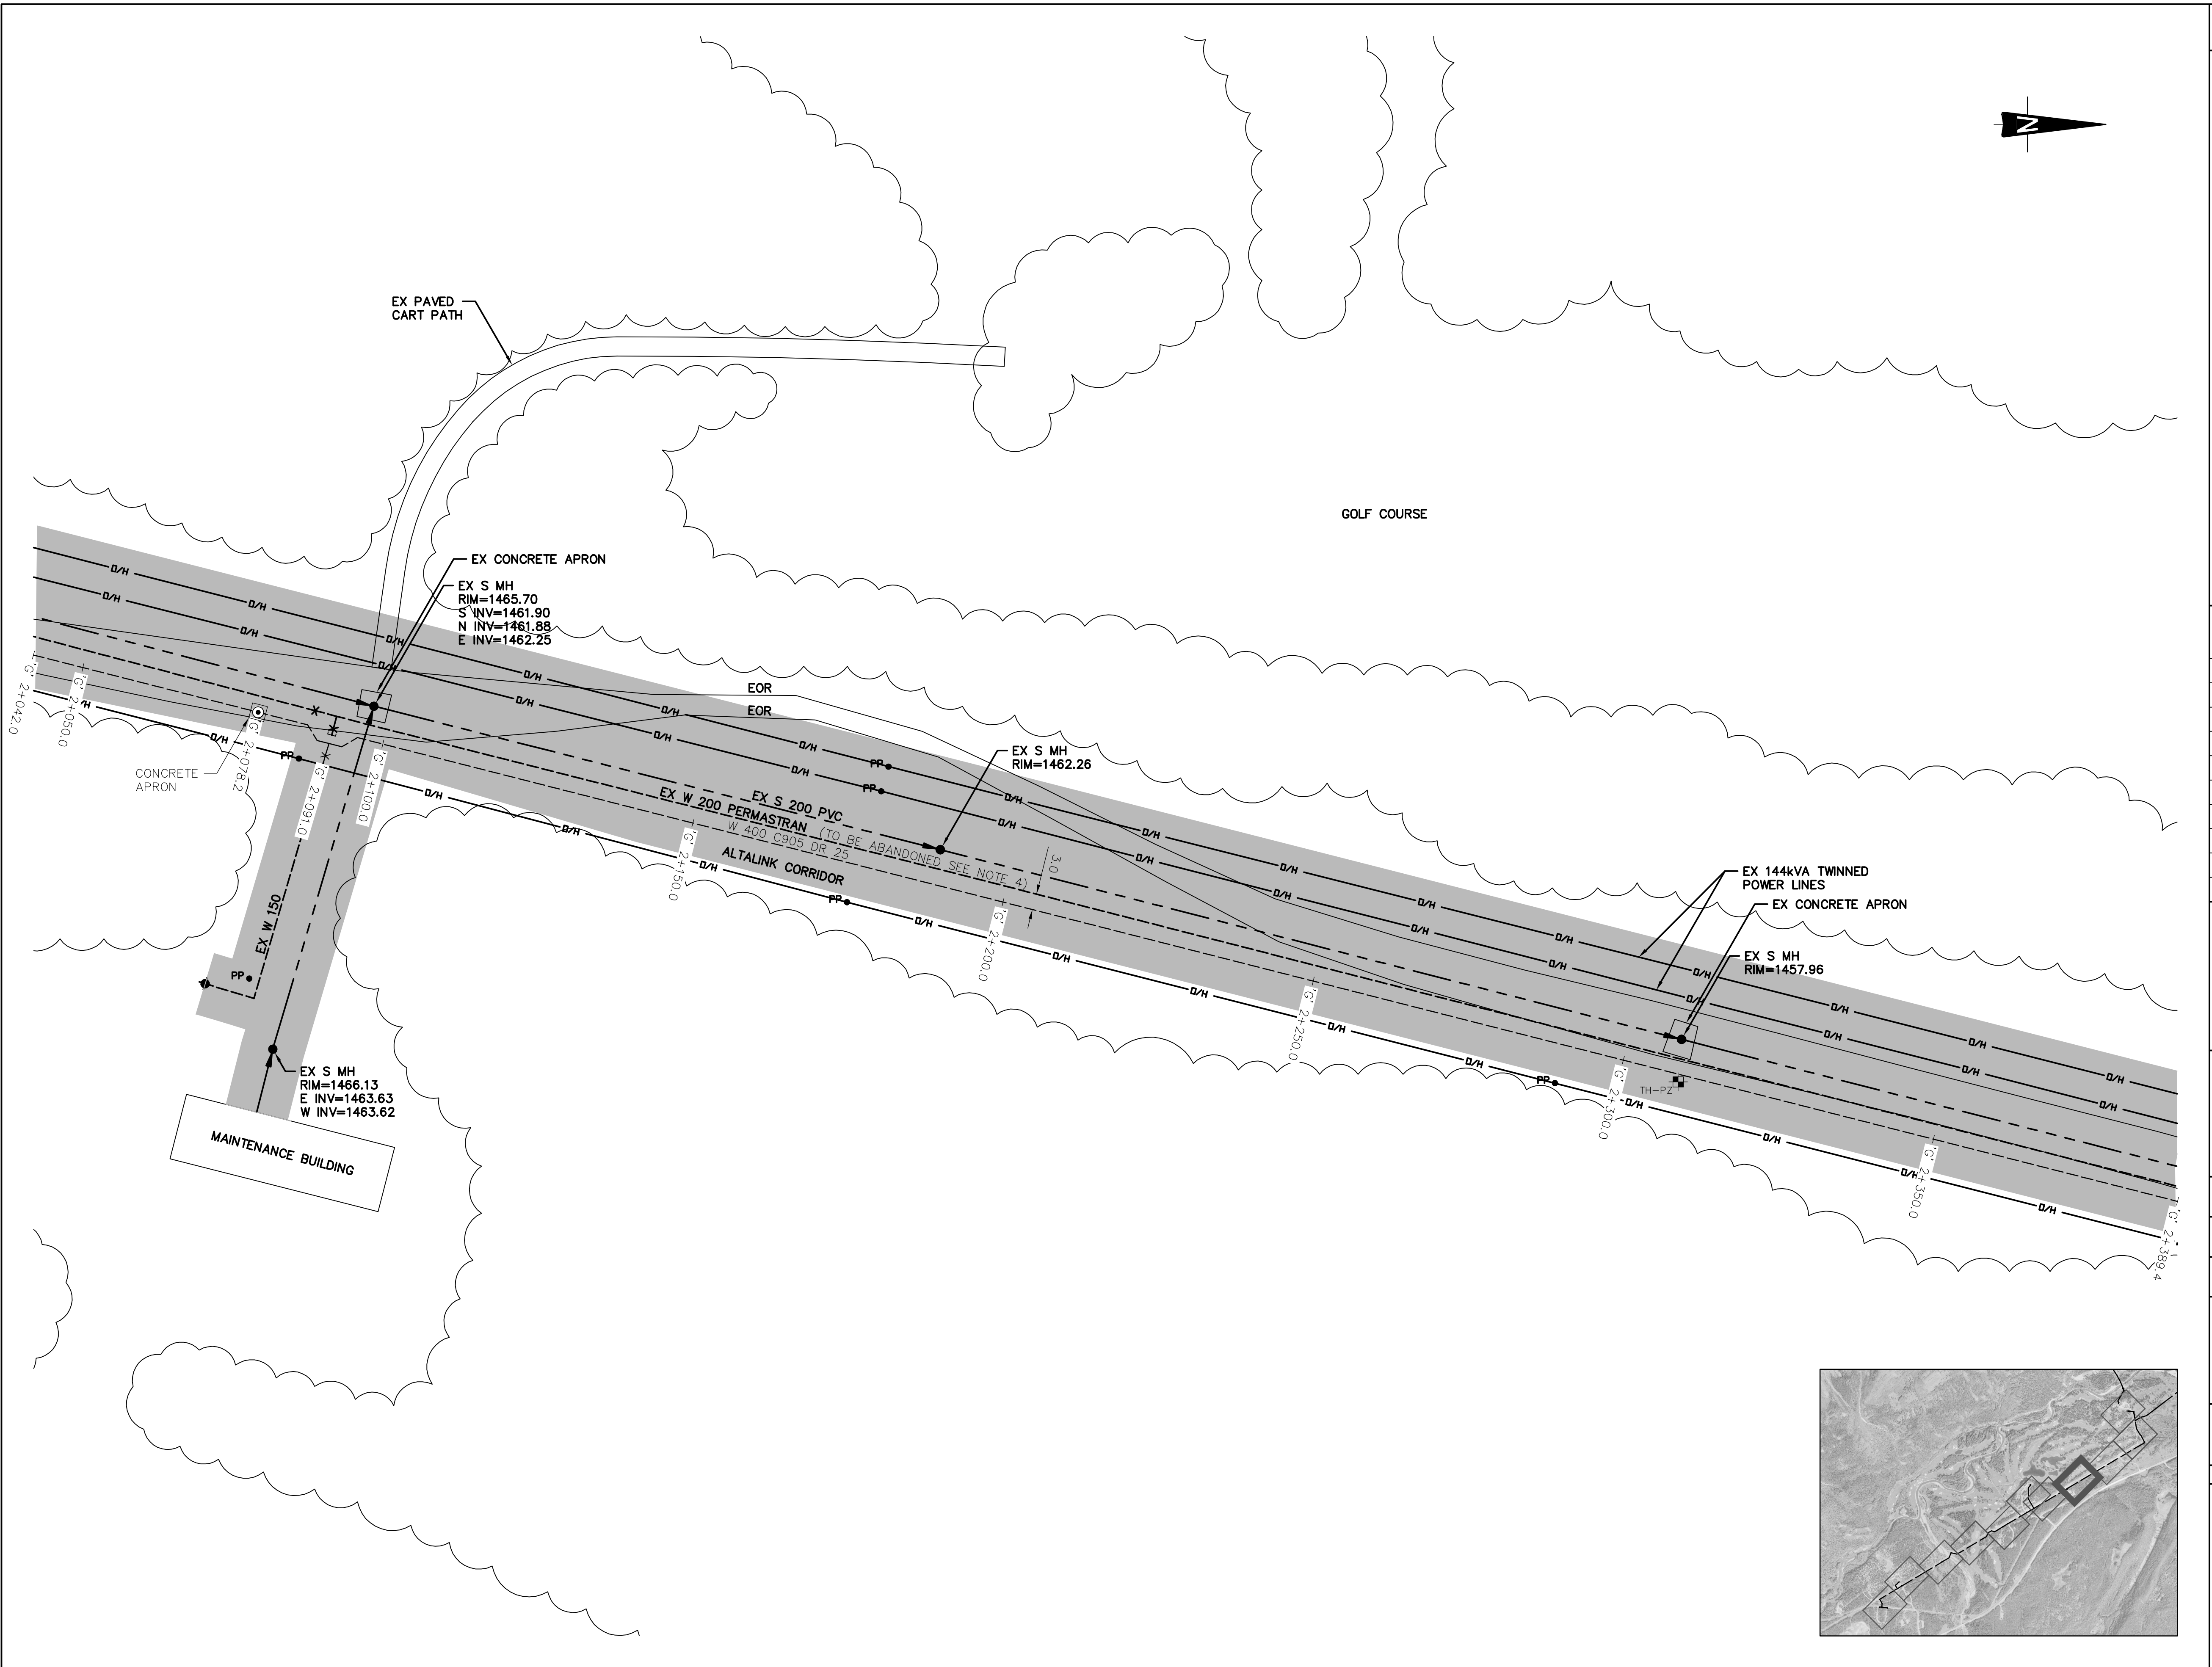 N
EX PAVED
CART PATH
GOLF COURSE
EX CONCRETE APRON
EX S MH
RIM=1465.70
S INV=1461.90
N INV=1461.88
E INV=1462.25
D/H D/H D/H D/H D/H D/H D/H D/H D/H D/H D/H D/H D/H D/H D/H
D/H D/H D/H D/H D/H D/H D/H D/H D/H D/H D/H D/H D/H D/H D/H
EOR
EOR
'G' 2+042.0
'G' 2+050.0
'G' 2+078.2
'G' 2+091.0
'G' 2+100.0
'G' 2+150.0
'G' 2+200.0
'G' 2+250.0
'G' 2+300.0
'G' 2+350.0
'G' 2+389.4
CONCRETE
APRON
PP
PP
PP
EX S MH
RIM=1462.26
EX S 200 PVC
EX W 200 PERMASTRAN (TO BE ABANDONED SEE NOTE 4)
W 400 C905 DR 25
ALTALINK CORRIDOR
3.0
PP
D/H D/H D/H D/H D/H D/H D/H D/H D/H D/H D/H D/H D/H D/H D/H
EX 144kVA TWINNED
POWER LINES
EX CONCRETE APRON
EX S MH
RIM=1457.96
PP
TH-PZ
EX W 150
PP
EX S MH
RIM=1466.13
E INV=1463.63
W INV=1463.62
MAINTENANCE BUILDING